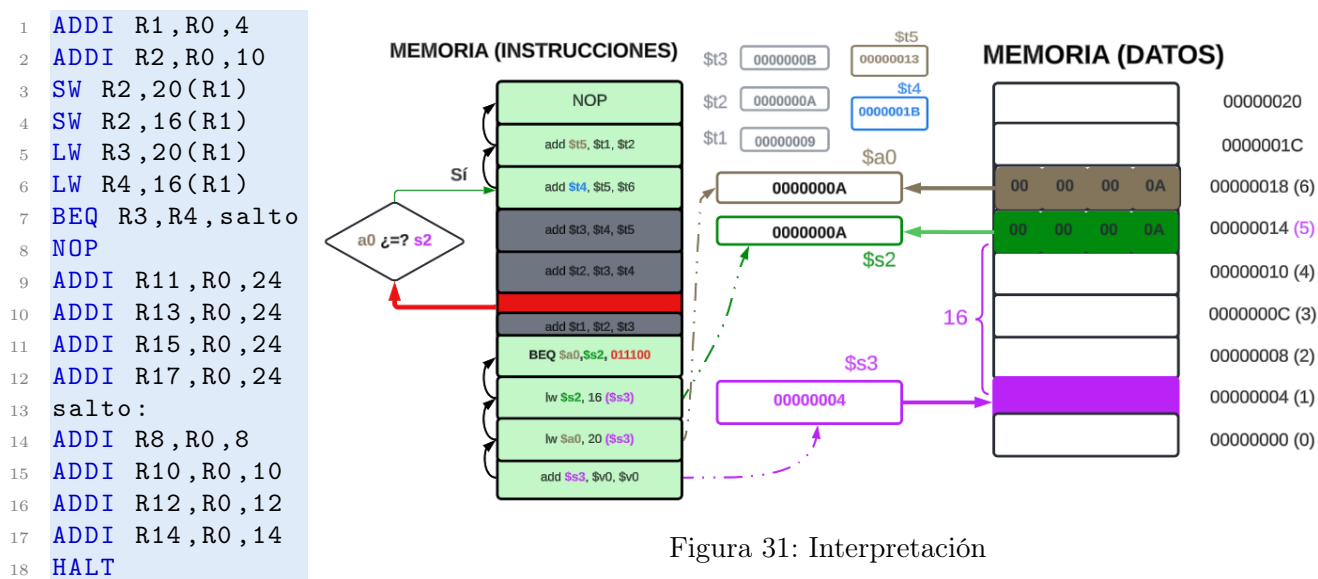 1 ADDI R1,R0,4
2 ADDI R2,R0,10
3 SW R2,20(R1)
4 SW R2,16(R1)
5 LW R3,20(R1)
6 LW R4,16(R1)
7 BEQ R3,R4,salto
8 NOP
9 ADDI R11,R0,24
10 ADDI R13,R0,24
11 ADDI R15,R0,24
12 ADDI R17,R0,24
13 salto:
14 ADDI R8,R0,8
15 ADDI R10,R0,10
16 ADDI R12,R0,12
17 ADDI R14,R0,14
18 HALT
MEMORIA (INSTRUCCIONES)
NOP
add $t5, $t1, $t2
add $t4, $t5, $t6
add $t3, $t4, $t5
add $t2, $t3, $t4
add $t1, $t2, $t3
BEQ $a0,$s2, 011100
lw $s2, 16 ($s3)
lw $a0, 20 ($s3)
add $s3, $v0, $v0
Sí
a0 ¿=? s2
$t3 0000000B
$t2 0000000A
$t1 00000009
$t5
00000013
$t4
0000001B
$a0
0000000A
0000000A
$s2
$s3
00000004
16
MEMORIA (DATOS)
00000020
0000001C
00 00 00 0A 00000018 (6)
00 00 00 0A 00000014 (5)
00000010 (4)
0000000C (3)
00000008 (2)
00000004 (1)
00000000 (0)
Figura 31: Interpretación